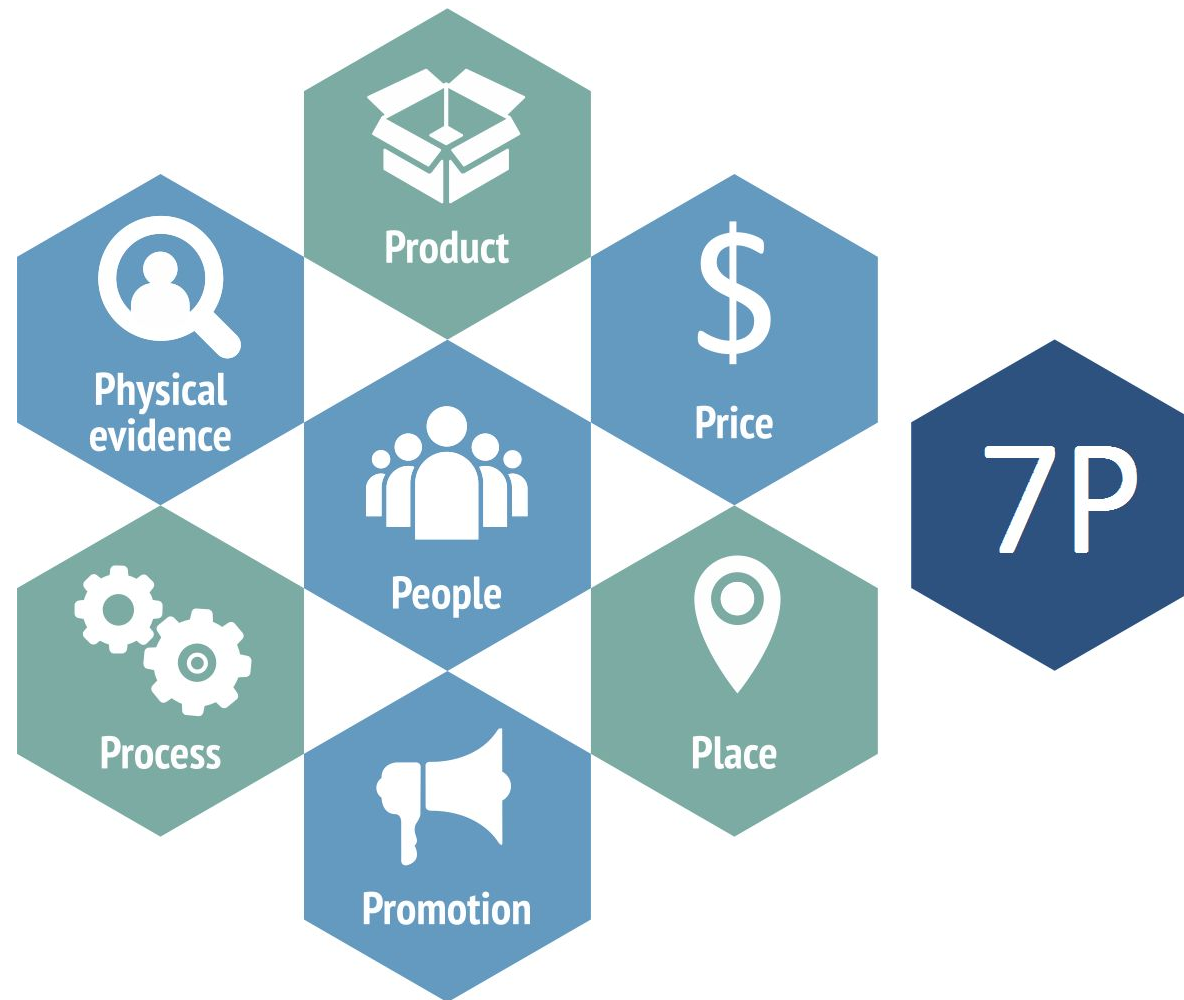 Product
Physical
evidence
$
Price
People
7P
Process
Place
Promotion